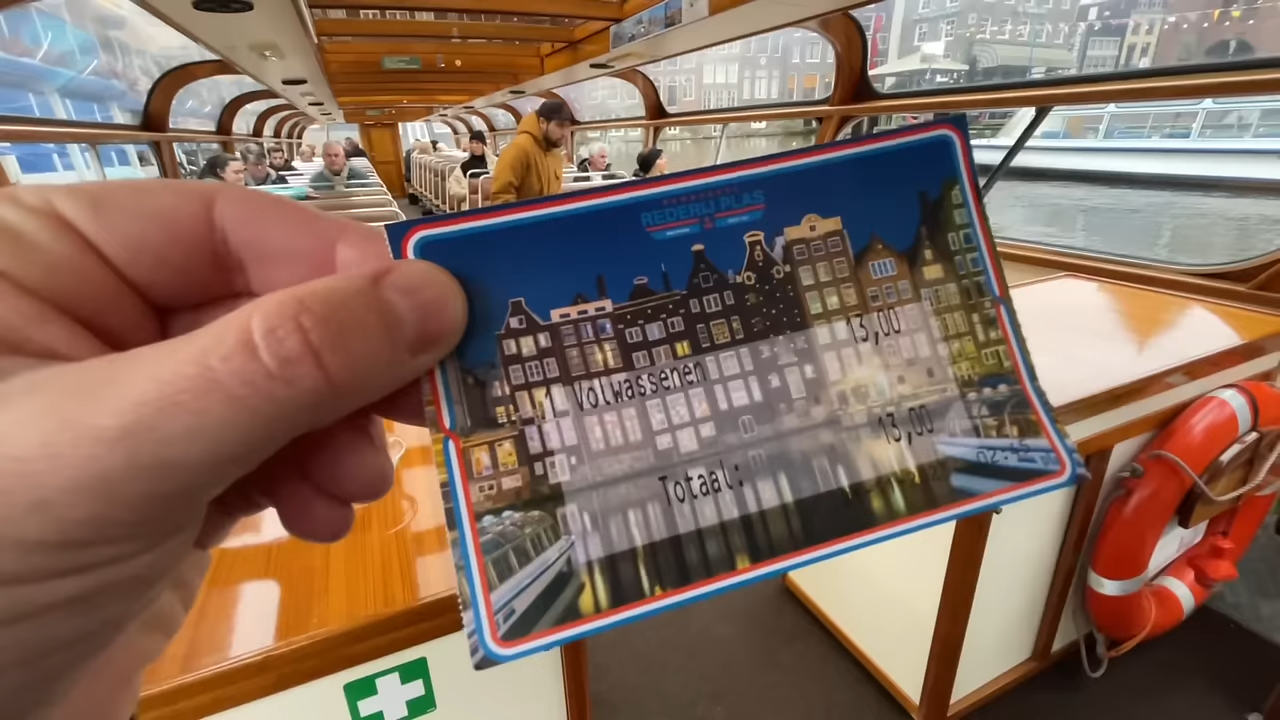 REDERIJ PLAS
13,00
1 Volwassenen
13,00
Totaal: